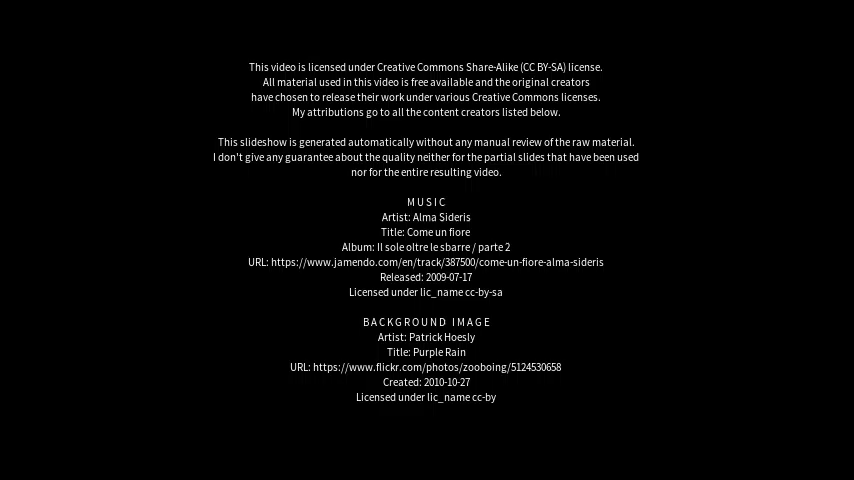 This video is licensed under Creative Commons Share-Alike (CC BY-SA) license.
All material used in this video is free available and the original creators
have chosen to release their work under various Creative Commons licenses.
My attributions go to all the content creators listed below.
This slideshow is generated automatically without any manual review of the raw material.
I don't give any guarantee about the quality neither for the partial slides that have been used
nor for the entire resulting video.
MUSIC
Artist: Alma Sideris
Title: Come un fiore
Album: Il sole oltre le sbarre / parte 2
URL: https://www.jamendo.com/en/track/387500/come-un-fiore-alma-sideris
Released: 2009-07-17
Licensed under lic_name cc-by-sa
BACKGROUND IMAGE
Artist: Patrick Hoesly
Title: Purple Rain
URL: https://www.flickr.com/photos/zooboing/5124530658
Created: 2010-10-27
Licensed under lic_name cc-by